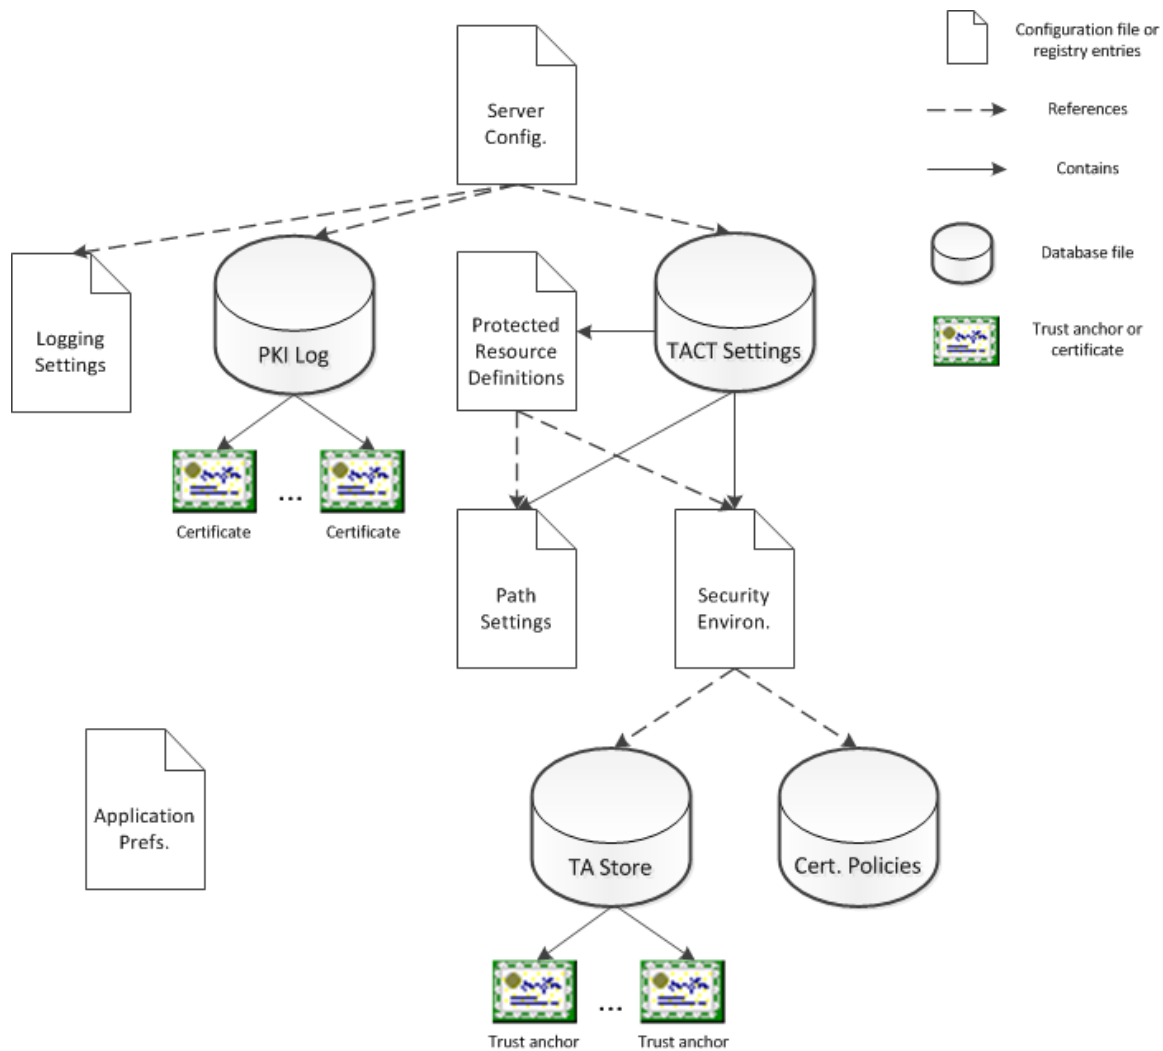 Configuration file or
registry entries
Server
Config.
References
Contains
Database file
Logging
Settings
PKI Log
Protected
Resource
Definitions
TACT Settings
Trust anchor or
certificate
...
Certificate
Certificate
Path
Settings
Security
Environ.
Application
Prefs.
TA Store
Cert. Policies
...
Trust anchor
Trust anchor